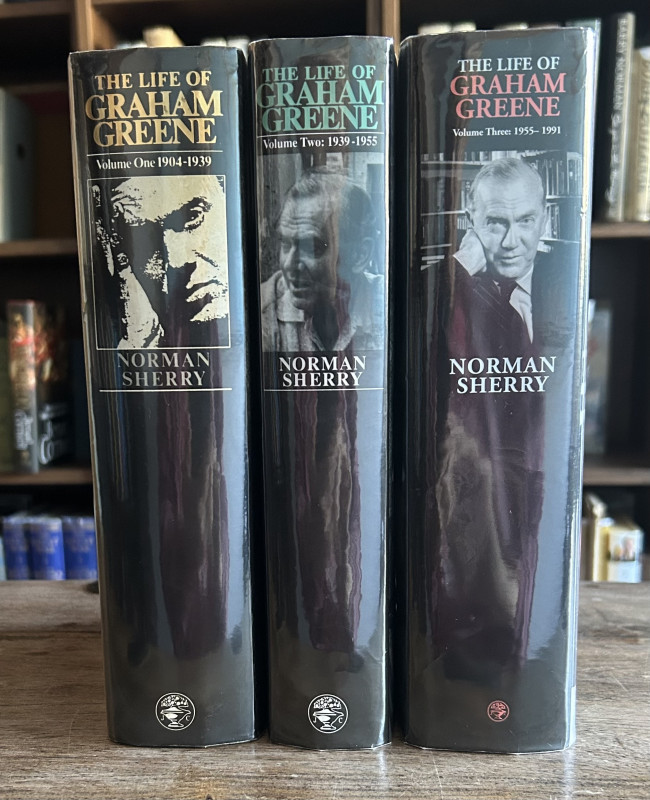 THE LIFE OF
GRAHAM
GREENE
Volume One 1904-1939
NORMAN
SHERRY
THE LIFE OF
GRAHAM
GREENE
Volume Two: 1939-1955
NORMAN
SHERRY
THE LIFE OF
GRAHAM
GREENE
Volume Three: 1955– 1991
NORMAN
SHERRY